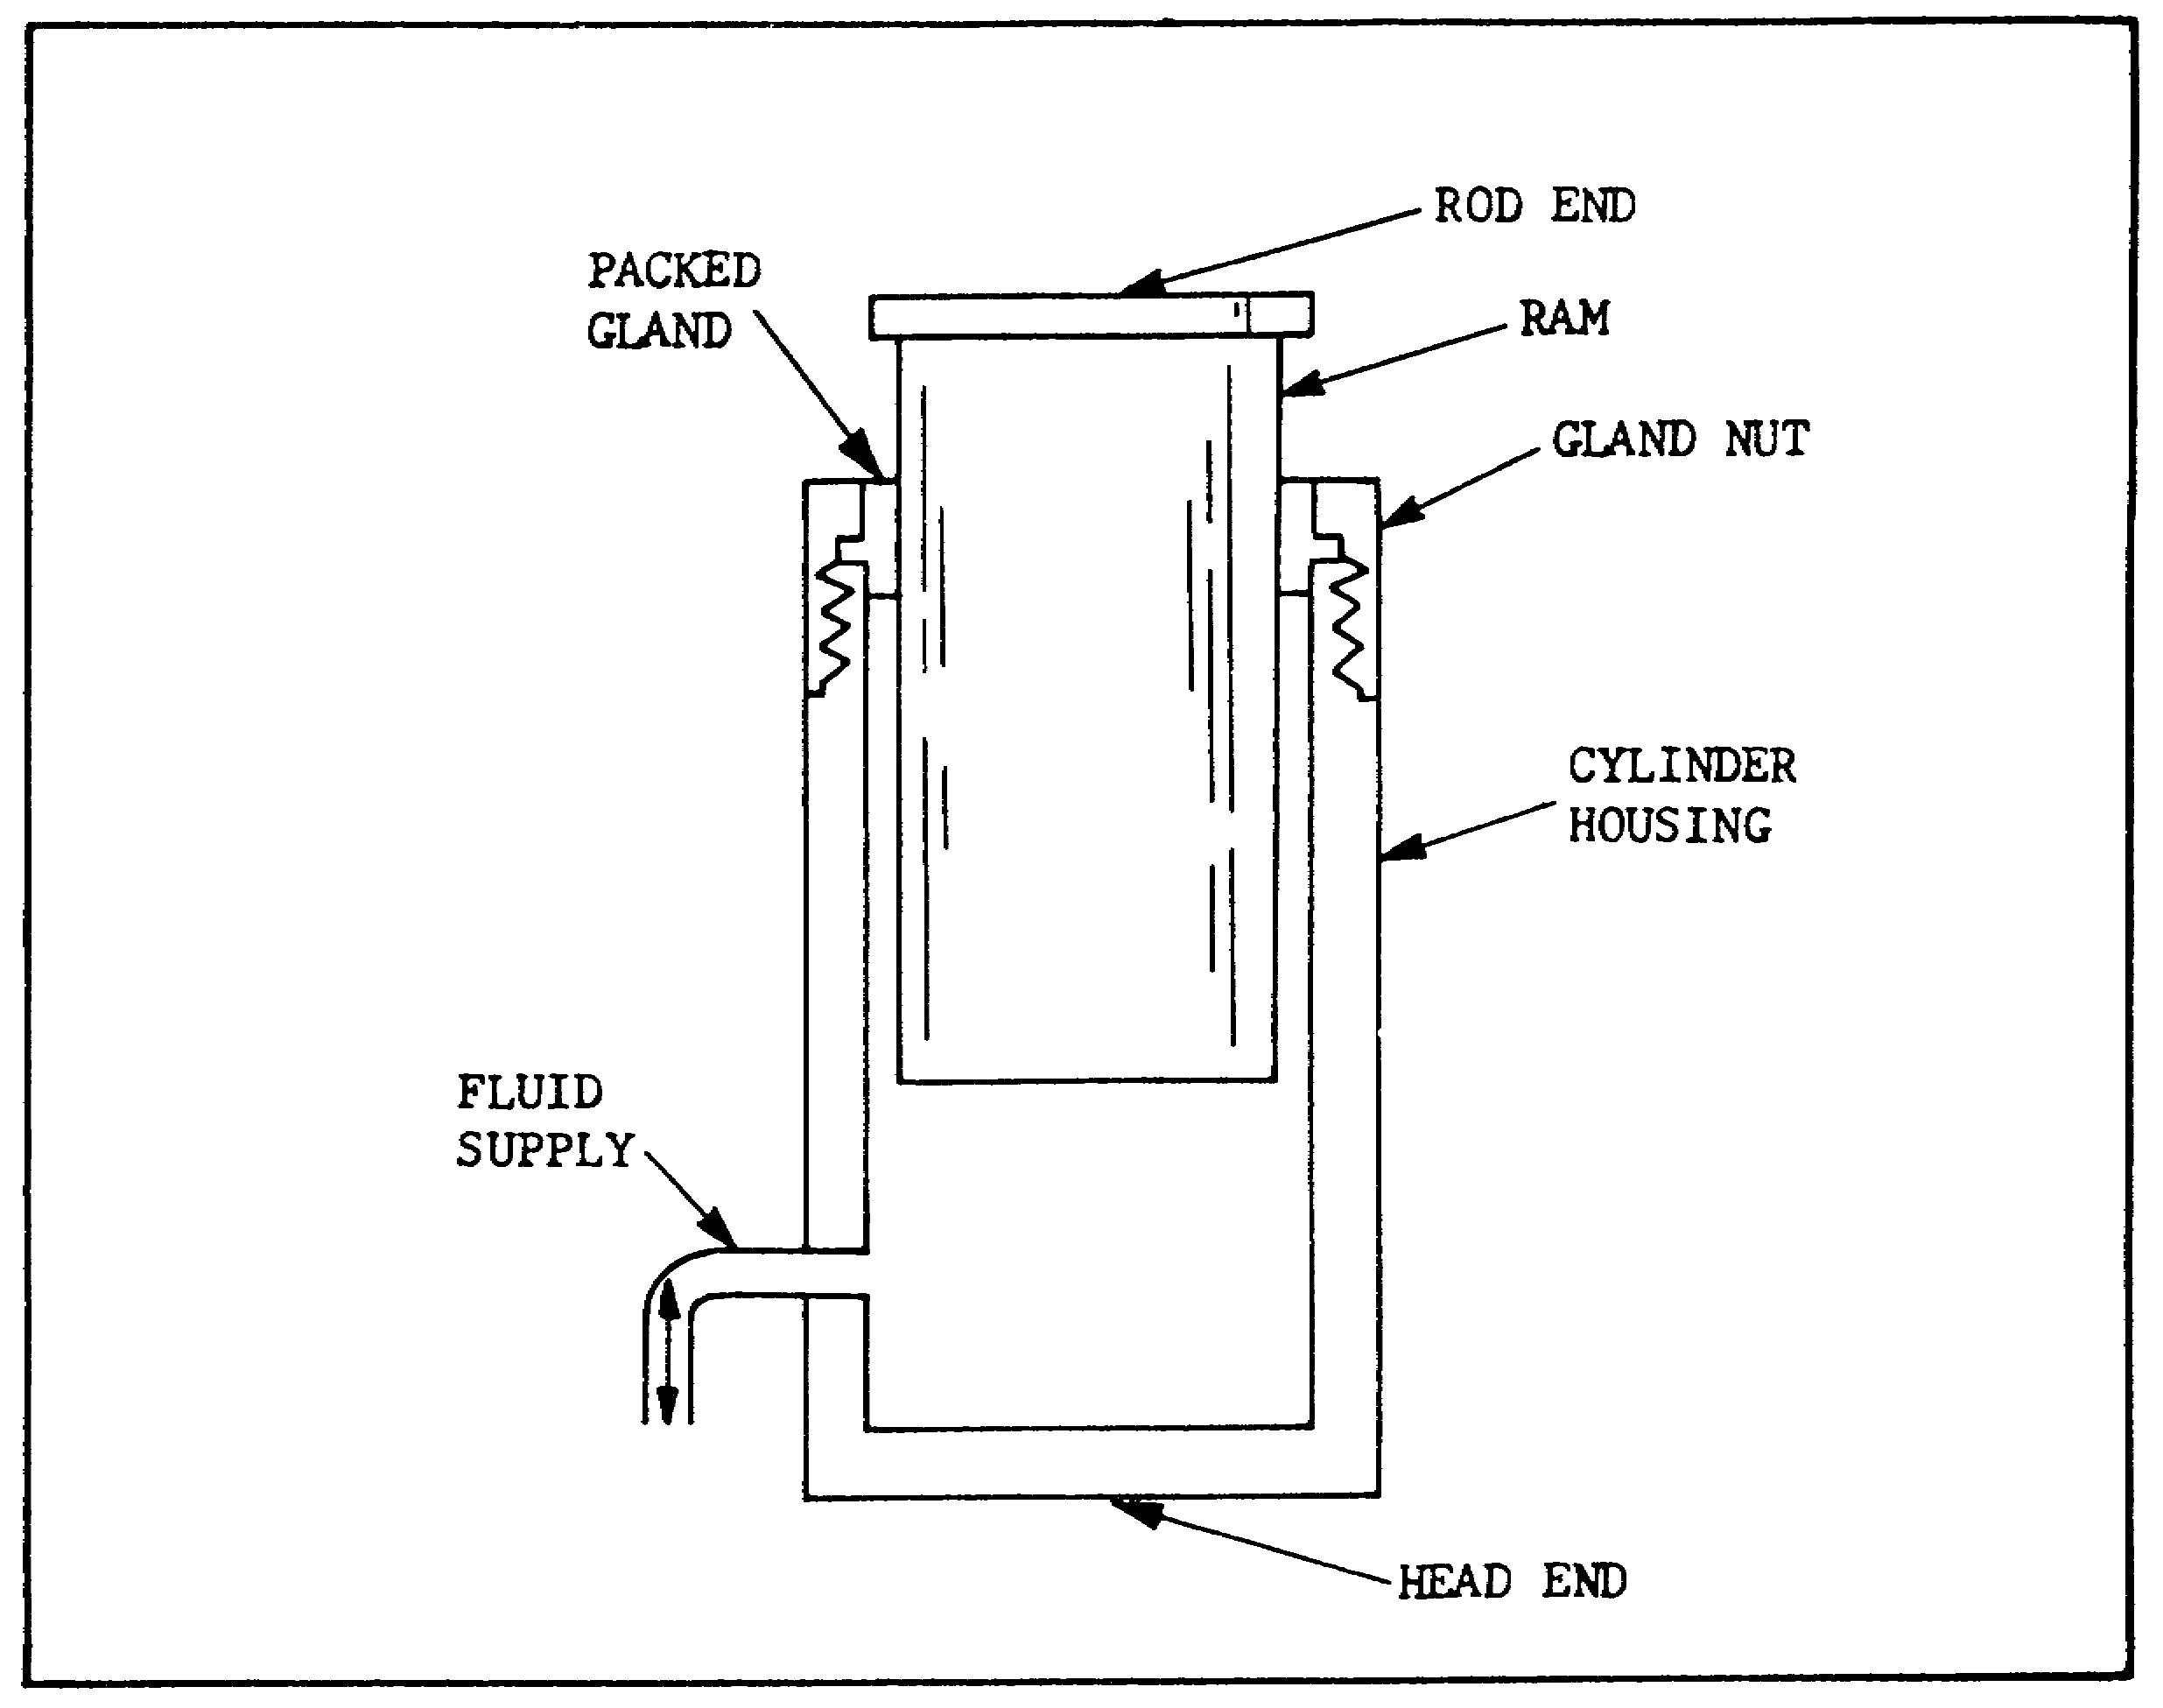 ROD END
PACKED
GLAND
RAM
GLAND NUT
CYLINDER
HOUSING
FLUID
SUPPLY
HEAD END